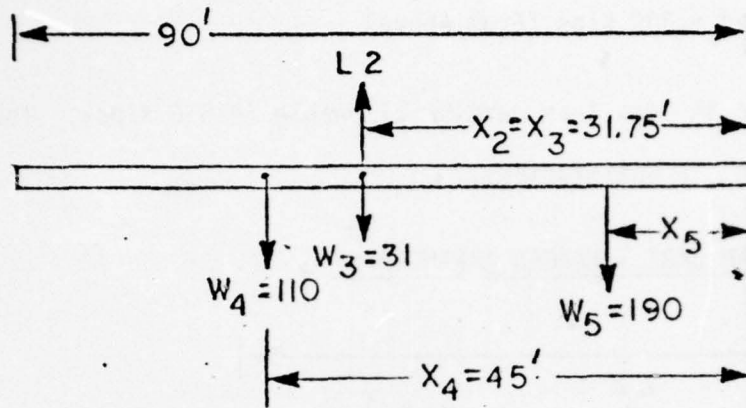 90'
L 2
X₂=X₃=31.75'
X₅
W₃=31
W₄=110
W₅=190
X₄=45'